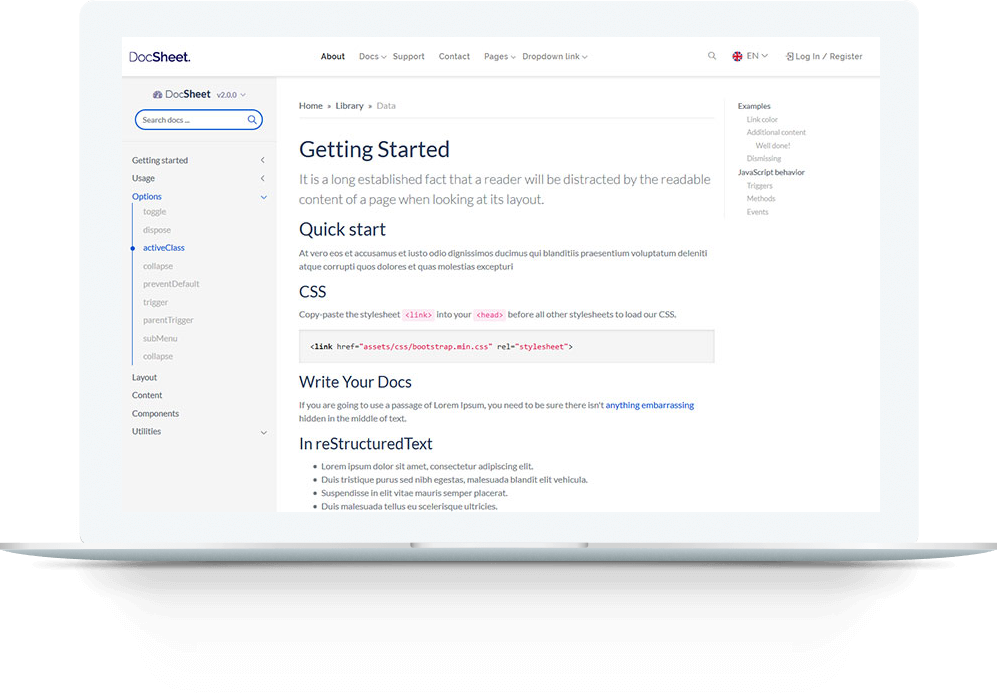 DocSheet.
About Docs Support Contact Pages Dropdown link
EN Log In / Register
DocSheet v2.0.0
Search docs ...
Getting started
Usage
Options
toggle
dispose
activeClass
collapse
preventDefault
trigger
parentTrigger
subMenu
collapse
Layout
Content
Components
Utilities
Home » Library » Data
Getting Started
It is a long established fact that a reader will be distracted by the readable
content of a page when looking at its layout.
Quick start
At vero eos et accusamus et iusto odio dignissimos ducimus qui blanditiis praesentium voluptatum deleniti
atque corrupti quos dolores et quas molestias excepturi
CSS
Copy-paste the stylesheet <link> into your <head> before all other stylesheets to load our CSS.
<link href="assets/css/bootstrap.min.css" rel="stylesheet">
Write Your Docs
If you are going to use a passage of Lorem Ipsum, you need to be sure there isn't anything embarrassing
hidden in the middle of text.
In reStructuredText
• Lorem ipsum dolor sit amet, consectetur adipiscing elit.
• Duis tristique purus sed nibh egestas, malesuada blandit elit vehicula.
• Suspendisse in elit vitae mauris semper placerat.
• Duis malesuada tellus eu scelerisque ultricies.
Examples
Link color
Additional content
Well done!
Dismissing
JavaScript behavior
Triggers
Methods
Events